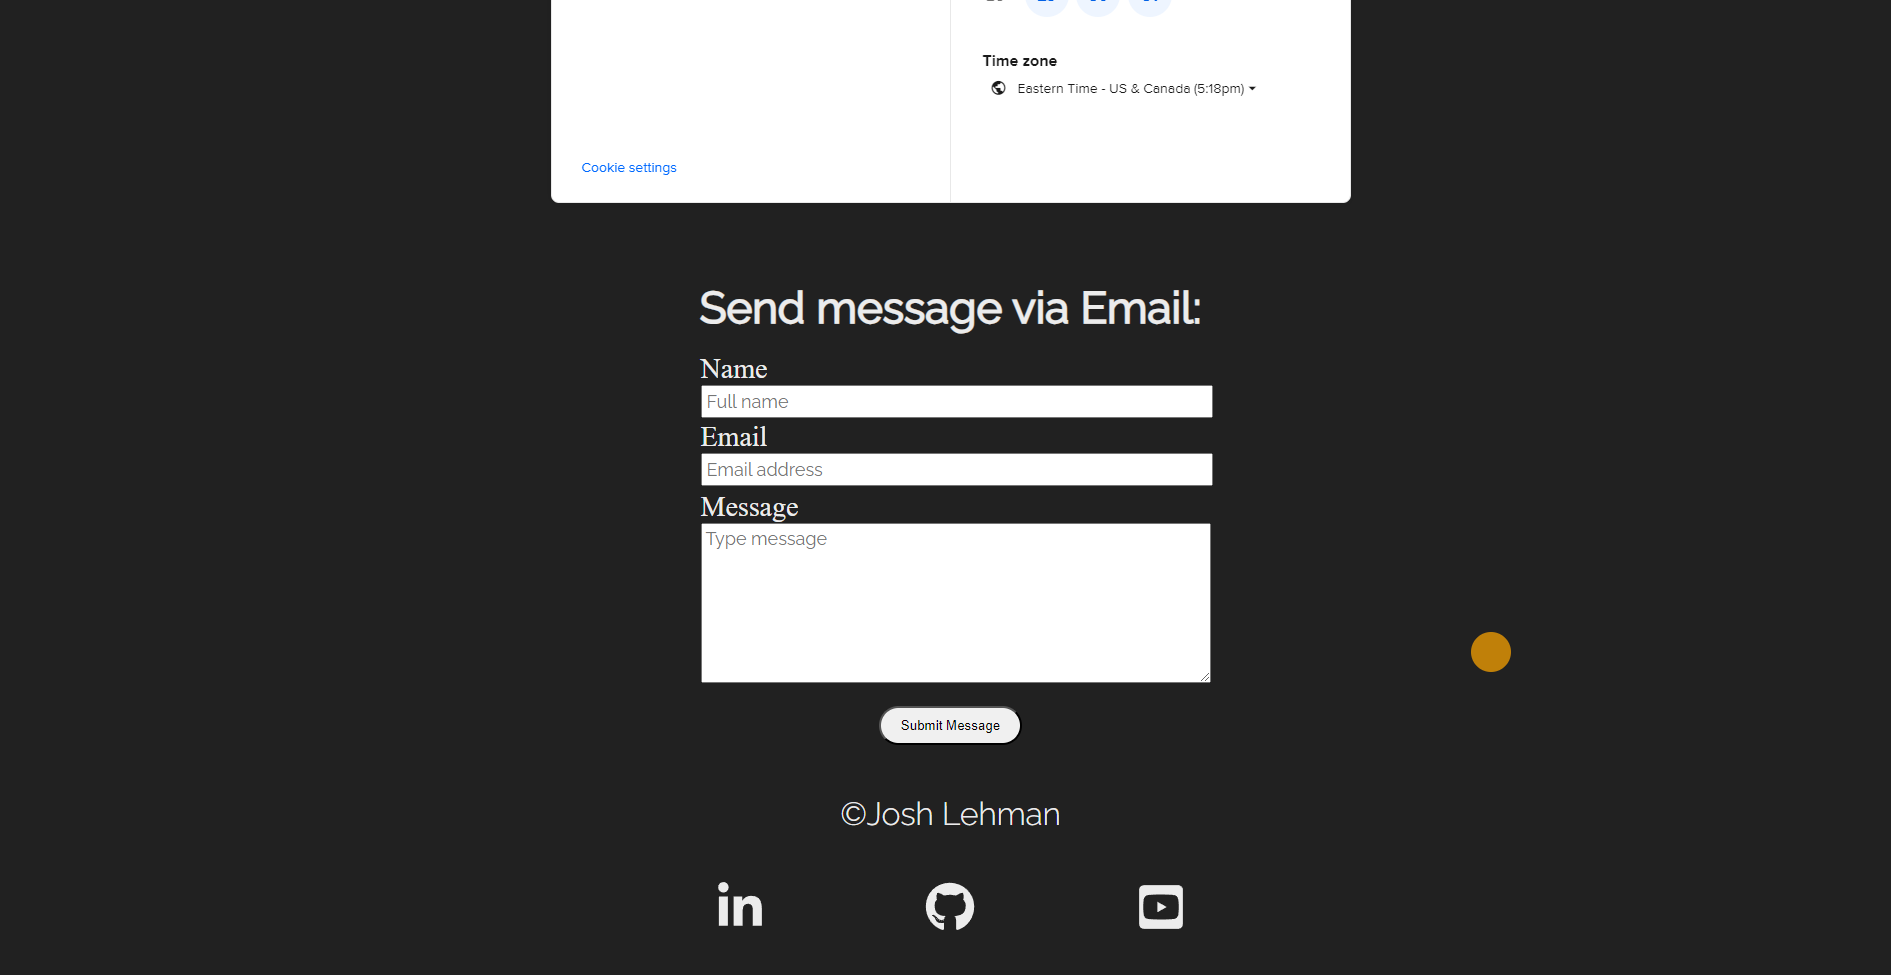 Time zone
Eastern Time - US & Canada (5:18pm)
Cookie settings
Send message via Email:
Name
Full name
Email
Email address
Message
Type message
Submit Message
©Josh Lehman
in